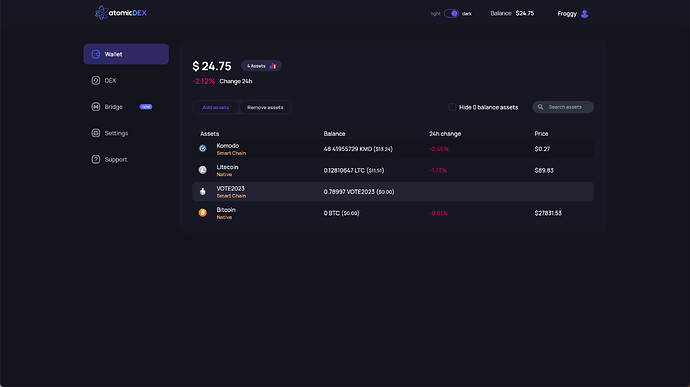 atomicDEX
light dark Balance $24.75 Froggy
Wallet
DEX
Bridge new
Settings
Support
$ 24.75 4 Assets
-2.12% Change 24h
Add assets Remove assets Hide 0 balance assets Search assets
Assets Balance 24h change Price
Komodo 48.41955729 KMD ($13.24) -2.46% $0.27
Smart Chain
Litecoin 0.12810647 LTC ($11.51) -1.73% $89.83
Native
VOTE2023 0.78997 VOTE2023 ($0.00)
Smart Chain
Bitcoin 0 BTC ($0.00) -0.81% $27831.53
Native